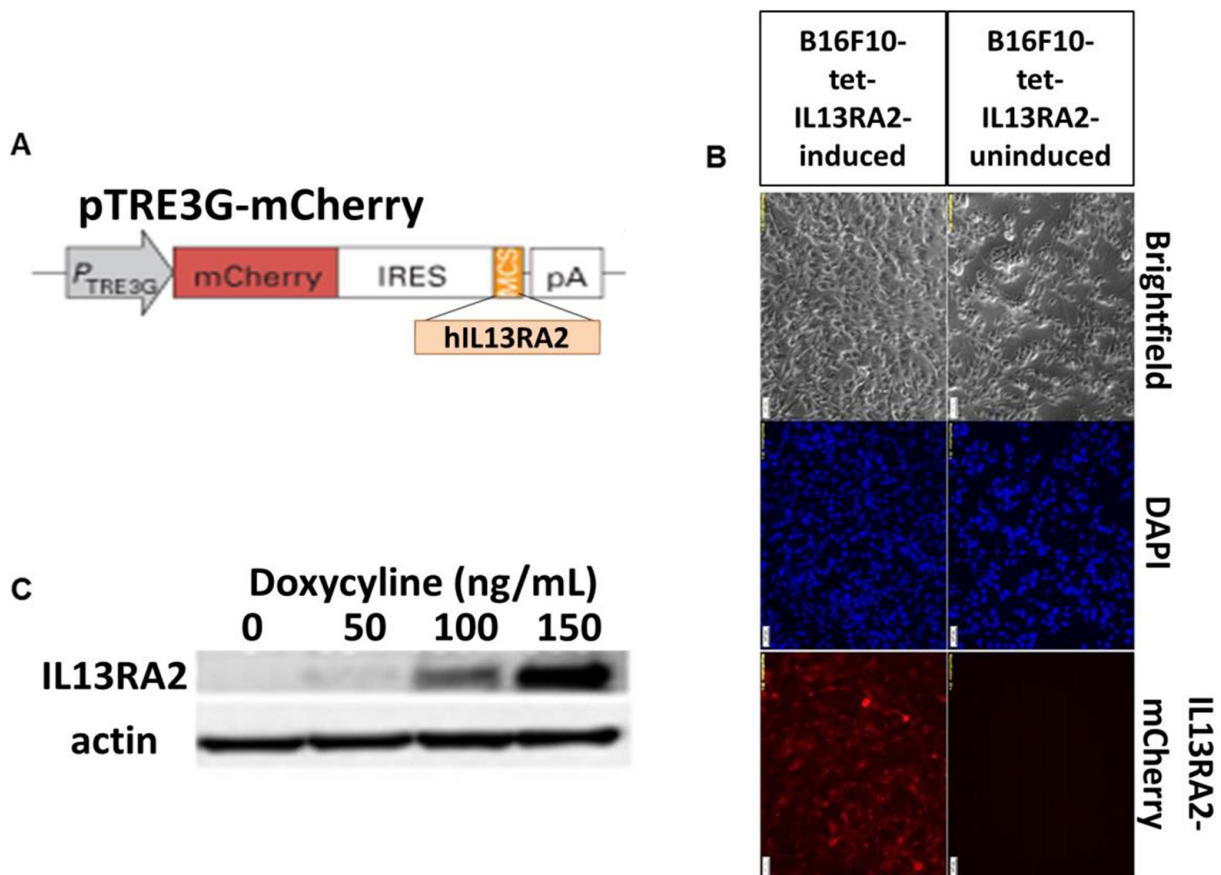 A
pTRE3G-mCherry
PTRE3G
mCherry
IRES
MCS
pA
hIL13RA2
B
B16F10-
tet-
IL13RA2-
induced
B16F10-
tet-
IL13RA2-
uninduced
Brightfield
DAPI
IL13RA2-
mCherry
C
Doxycyline (ng/mL)
0 50 100 150
IL13RA2
actin